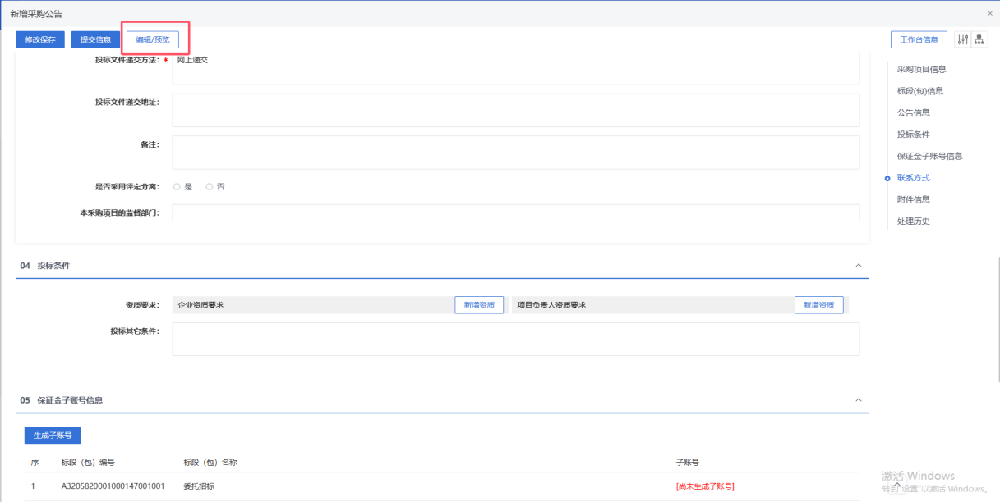 新增采购公告
×
修改保存 提交信息 编辑/预览 工作台信息
投标文件递交方法: * 网上递交
投标文件递交地址:
备注:
是否采用评定分离: 是 否
本采购项目的监督部门:
04 投标条件
资质要求: 企业资质要求 新增资质 项目负责人资质要求 新增资质
投标其它条件:
05 保证金子账号信息
生成子账号
序 标段（包）编号 标段（包）名称 子账号
1 A3205820001000147001001 委托招标 [尚未生成子账号]
采购项目信息
标段(包)信息
公告信息
投标条件
保证金子账号信息
联系方式
附件信息
处理历史
激活 Windows
转到"设置"以激活 Windows。